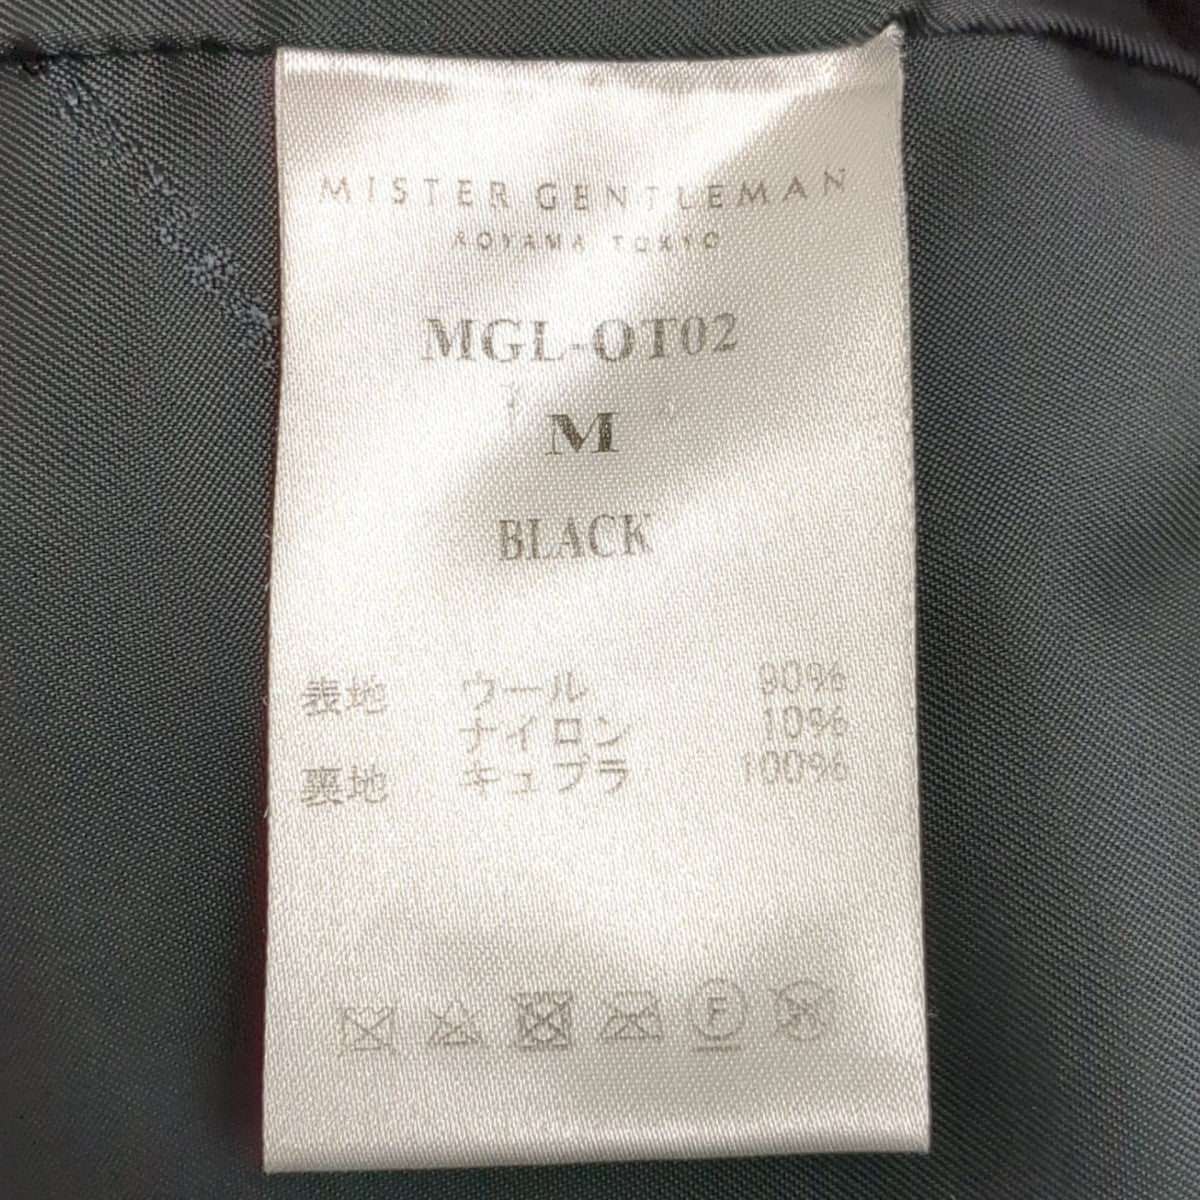 MISTER GENTLEMAN
AOYAMA TOKYO
MGL-OT02
M
BLACK
表地 ウール 90%
ナイロン 10%
裏地 キュプラ 100%
F